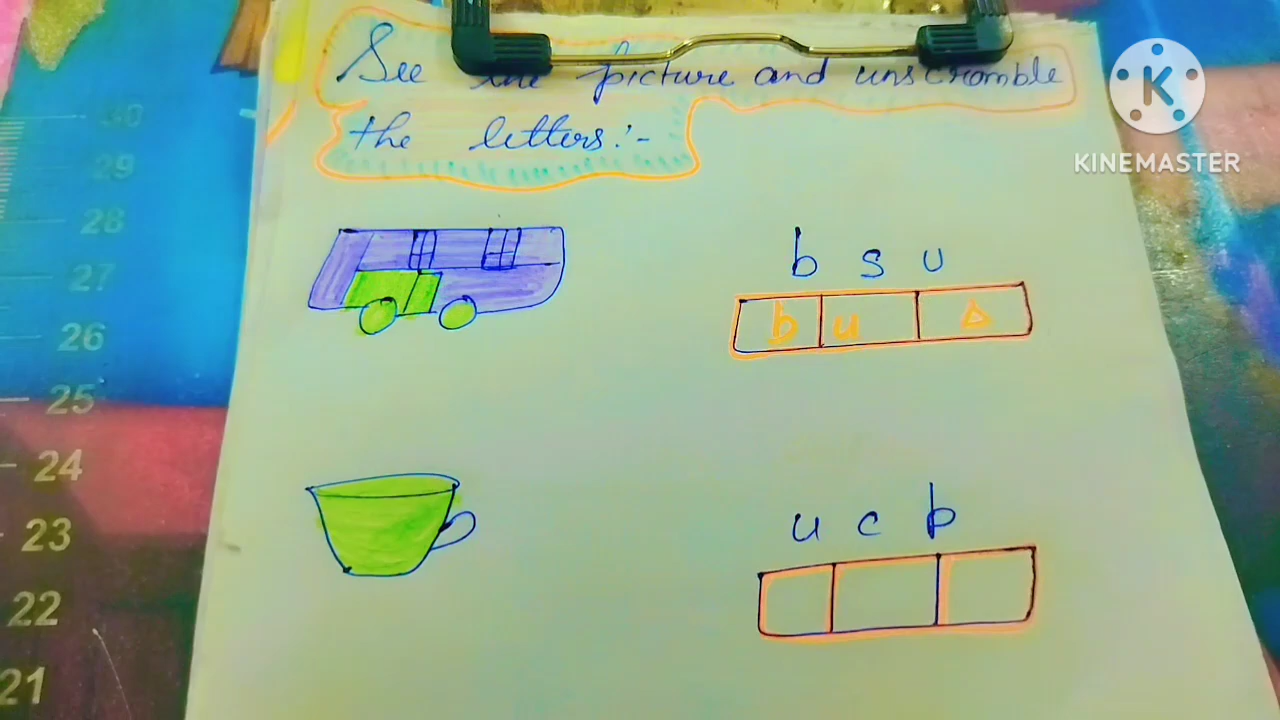 See the picture and unscramble
the letters:-
b s u
b u s
u c p
30
29
28
27
26
25
24
23
22
21
K
KINEMASTER